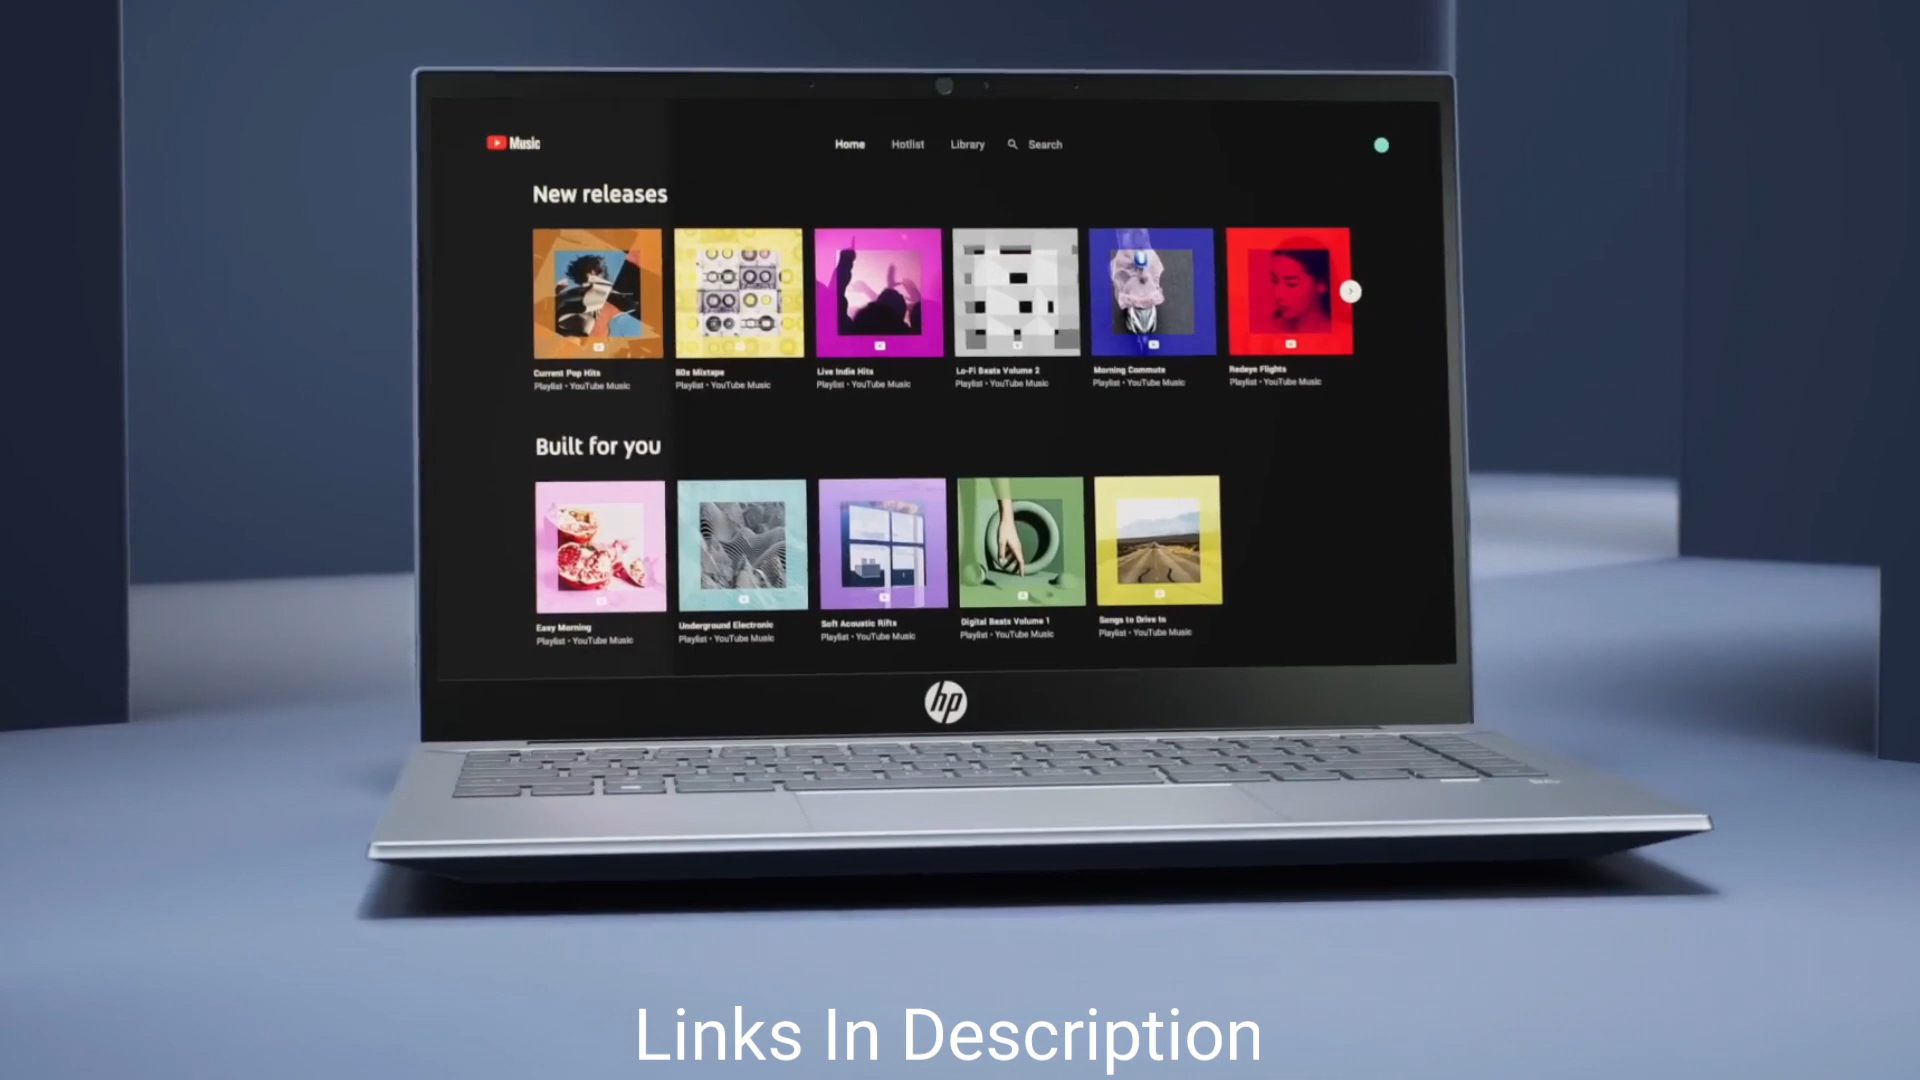 Music
Home Hotlist Library Search
New releases
Current Pop Hits
Playlist • YouTube Music
80s Mixtape
Playlist • YouTube Music
Live Indie Hits
Playlist • YouTube Music
Lo-Fi Beats Volume 2
Playlist • YouTube Music
Morning Commute
Playlist • YouTube Music
Redeye Flights
Playlist • YouTube Music
Built for you
Easy Morning
Playlist • YouTube Music
Underground Electronic
Playlist • YouTube Music
Soft Acoustic Rifts
Playlist • YouTube Music
Digital Beats Volume 1
Playlist • YouTube Music
Songs to Drive to
Playlist • YouTube Music
hp
Links In Description